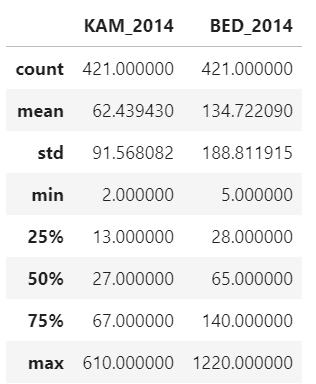 KAM_2014 BED_2014
count 421.000000 421.000000
mean 62.439430 134.722090
std 91.568082 188.811915
min 2.000000 5.000000
25% 13.000000 28.000000
50% 27.000000 65.000000
75% 67.000000 140.000000
max 610.000000 1220.000000